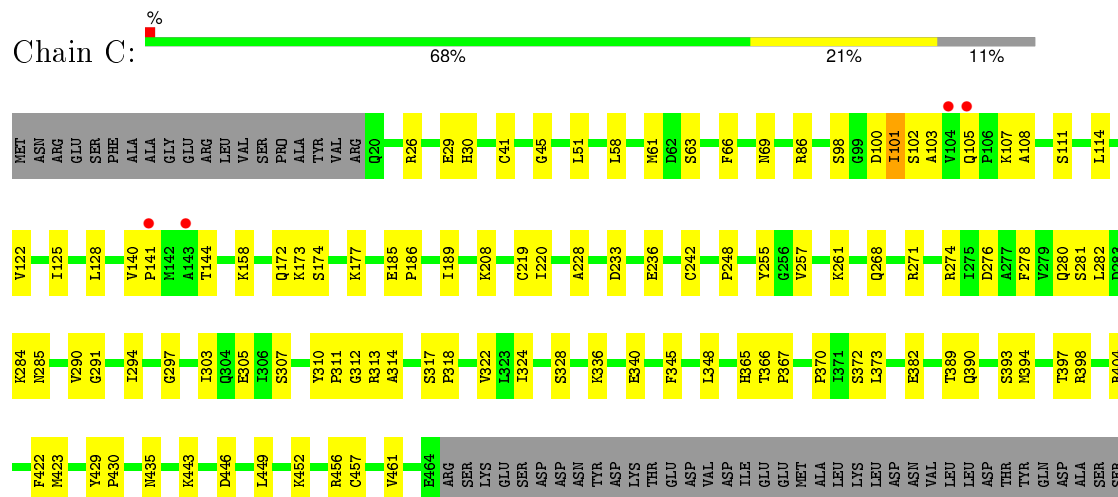 %
Chain C:
68% 21% 11%
MET ASN ARG GLU SER PHE ALA ALA GLY GLU ARG LEU VAL SER PRO ALA TYR VAL ARG Q20 R26 E29 H30 C41 G45 L51 L58 M61 D62 S63 F66 N69 R86 S98 G99 D100 I101 S102 A103 V104 Q105 P106 K107 A108 S111 L114
V122 I125 L128 V140 P141 M142 A143 T144 K158 Q172 K173 S174 K177 E185 P186 I189 K208 C219 I220 A228 D233 E236 C242 P248 Y255 G256 V257 K261 Q268 R271 R274 I275 D276 A277 F278 V279 Q280 S281 L282 D283
K284 N285 V290 G291 I294 G297 I303 Q304 E305 I306 S307 Y310 P311 G312 R313 A314 S317 P318 V322 L323 I324 S328 K336 E340 F345 L348 H365 T366 P367 P370 I371 S372 L373 E382 T389 Q390 S393 M394 T397 R398
F422 M423 Y429 P430 N435 K443 D446 L449 K452 R456 C457 V461 E464 ARG SER LYS GLU SER ASP ASP ASN TYR ASP LYS THR GLU ASP VAL ASP ILE GLU GLU MET ALA LEU LYS LEU ASP ASN VAL LEU LEU ASP THR TYR GLN ASP ALA SER